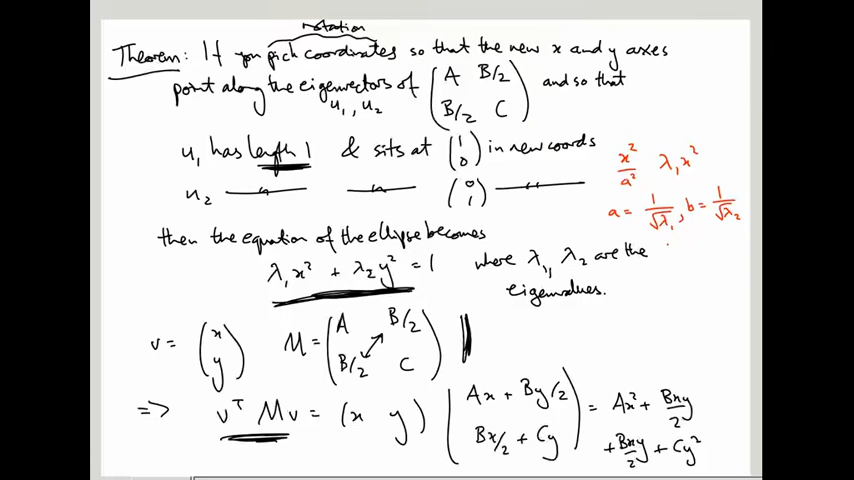 rotation
Theorem: If you pick coordinates so that the new x and y axes
point along the eigenvectors of ( A B/2 ; B/2 C ) and so that
u₁, u₂
u₁ has length 1 & sits at ( 1 ; 0 ) in new coords
u₂ —〃— —〃— ( 0 ; 1 ) —〃—
x²/a² λ₁x²
a = 1/√λ₁, b = 1/√λ₂
then the equation of the ellipse becomes
λ₁x² + λ₂y² = 1 where λ₁, λ₂ are the
eigenvalues.
v = ( x ; y ) M = ( A B/2 ; B/2 C )
=> vᵀ M v = (x y) ( Ax + By/2 ; Bx/2 + Cy ) = Ax² + Bxy/2
+ Bxy/2 + Cy²